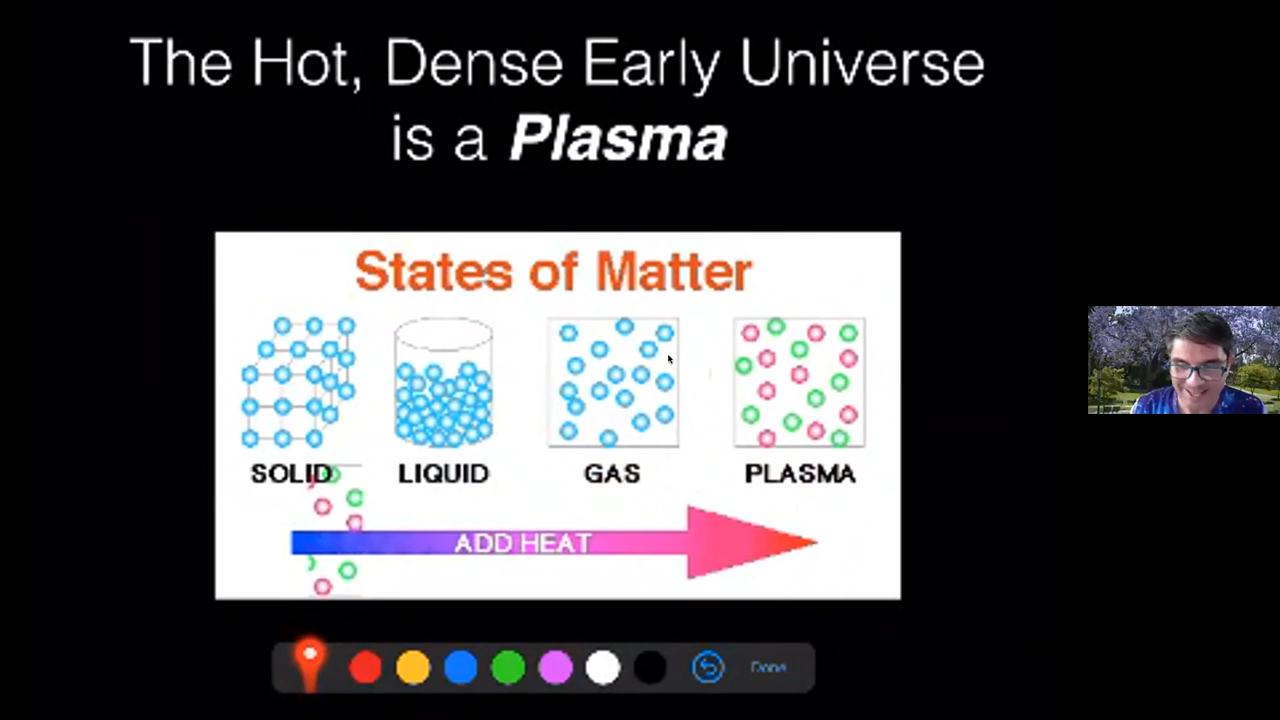 The Hot, Dense Early Universe
is a Plasma
States of Matter
SOLID LIQUID GAS PLASMA
ADD HEAT
Done